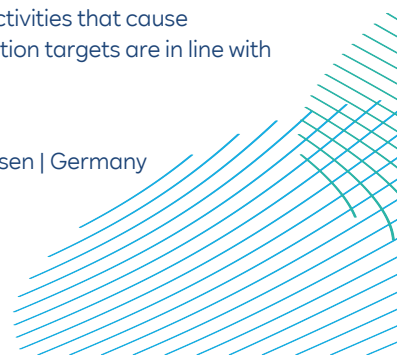 ctivities that cause
tion targets are in line with
sen | Germany